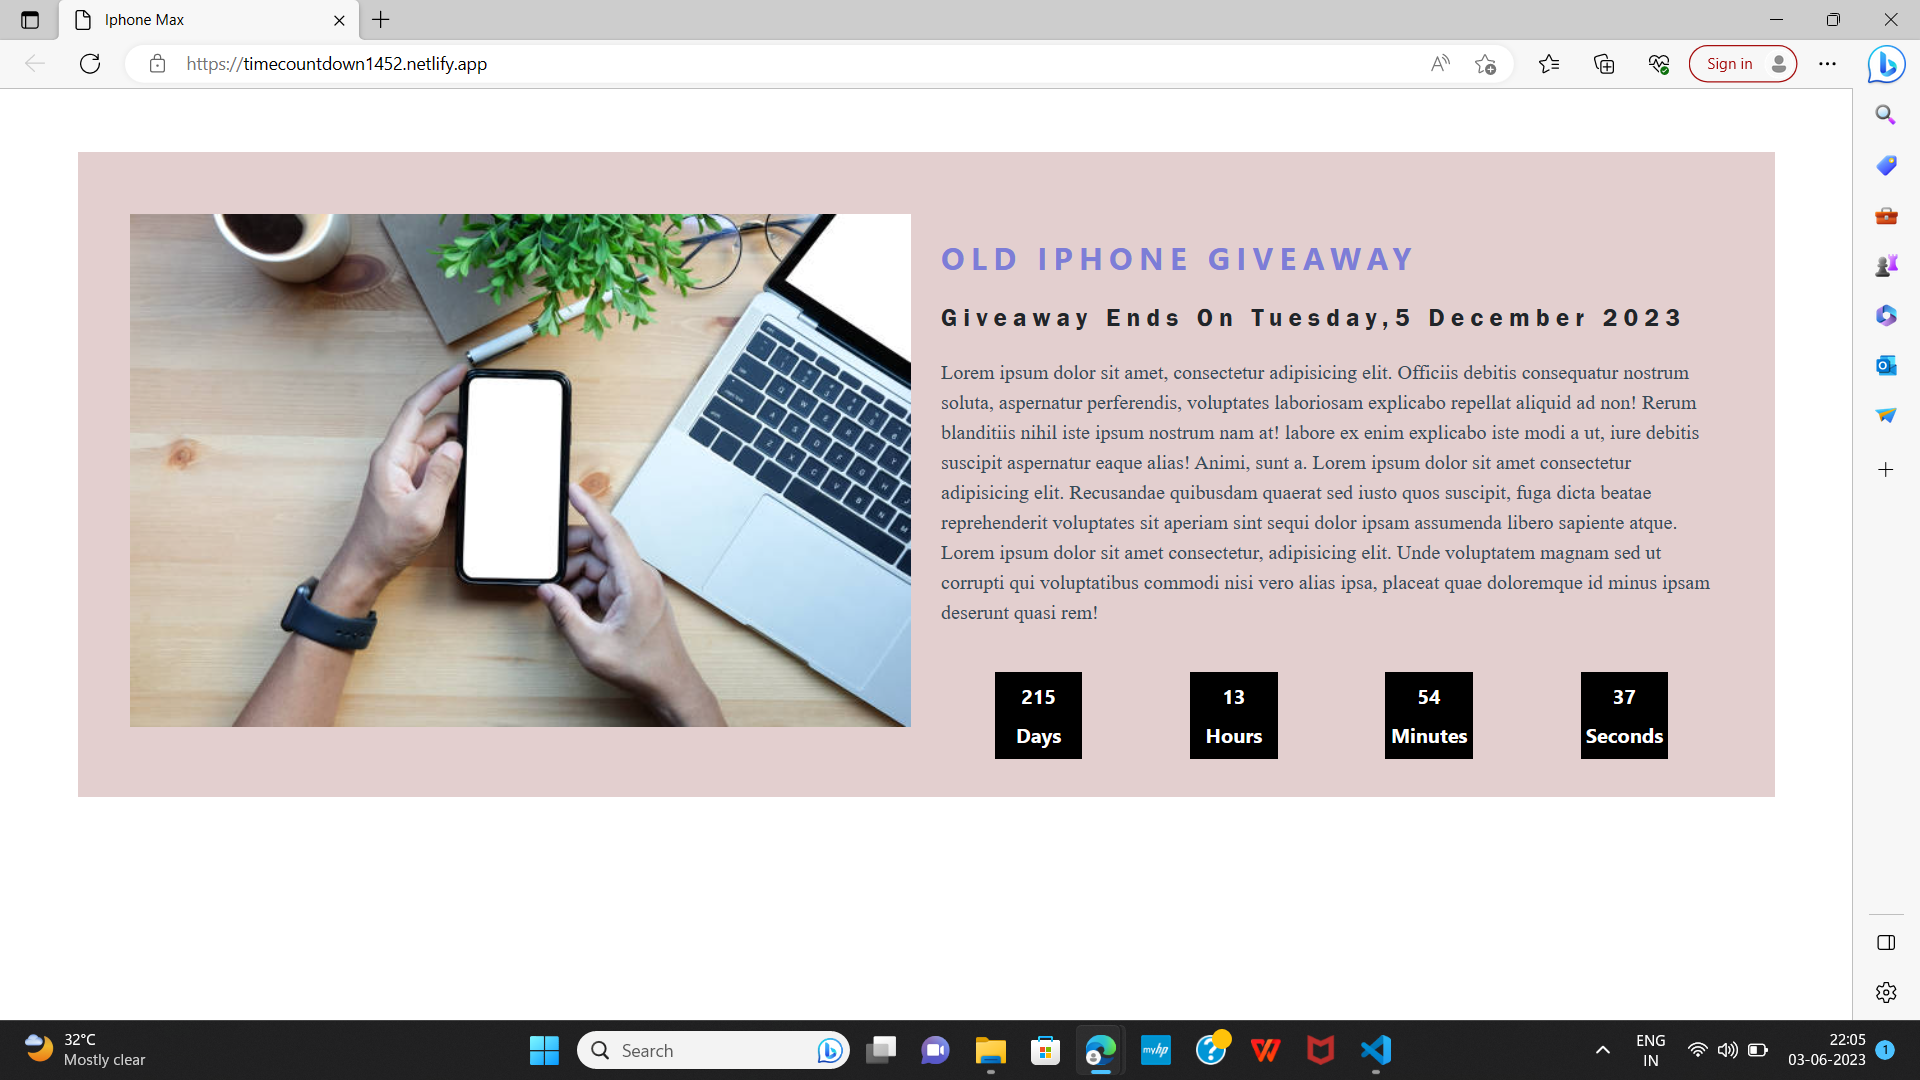 Iphone Max
https://timecountdown1452.netlify.app
Sign in
OLD IPHONE GIVEAWAY
Giveaway Ends On Tuesday,5 December 2023
Lorem ipsum dolor sit amet, consectetur adipisicing elit. Officiis debitis consequatur nostrum
soluta, aspernatur perferendis, voluptates laboriosam explicabo repellat aliquid ad non! Rerum
blanditiis nihil iste ipsum nostrum nam at! labore ex enim explicabo iste modi a ut, iure debitis
suscipit aspernatur eaque alias! Animi, sunt a. Lorem ipsum dolor sit amet consectetur
adipisicing elit. Recusandae quibusdam quaerat sed iusto quos suscipit, fuga dicta beatae
reprehenderit voluptates sit aperiam sint sequi dolor ipsam assumenda libero sapiente atque.
Lorem ipsum dolor sit amet consectetur, adipisicing elit. Unde voluptatem magnam sed ut
corrupti qui voluptatibus commodi nisi vero alias ipsa, placeat quae doloremque id minus ipsam
deserunt quasi rem!
215 13 54 37
Days Hours Minutes Seconds
32°C
Mostly clear
Search
myhp
ENG
IN
22:05
03-06-2023
1